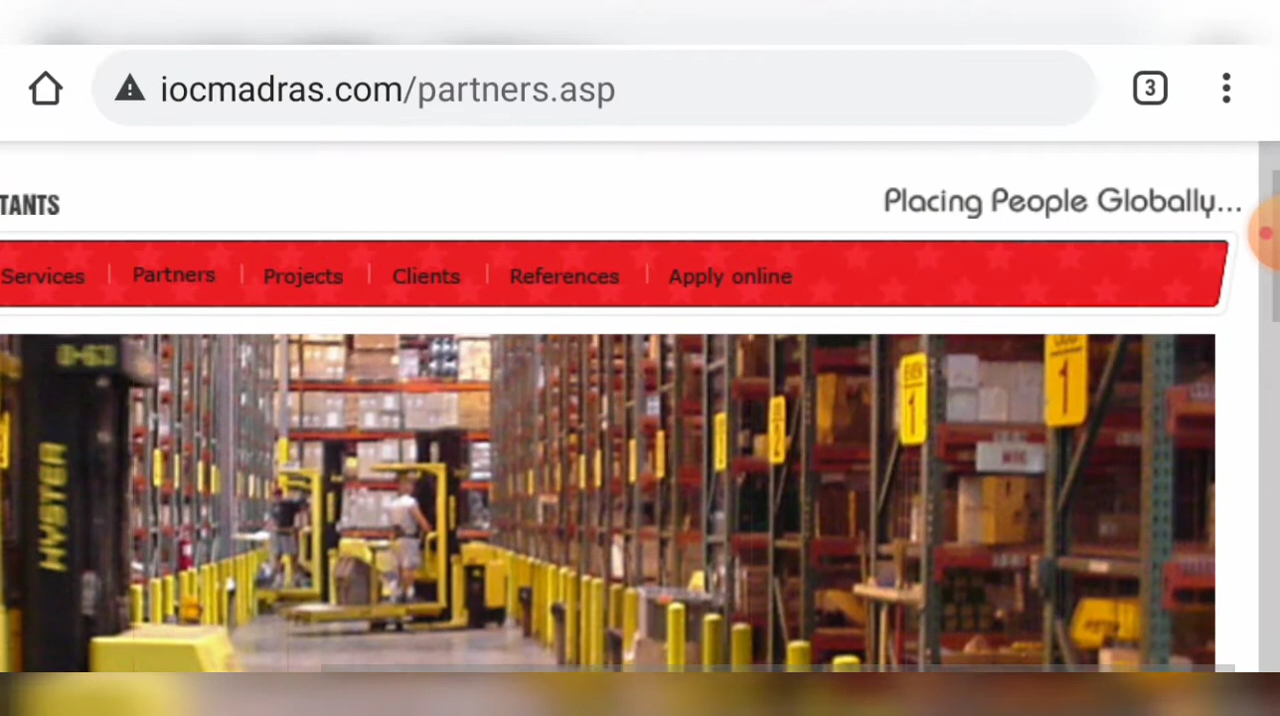 iocmadras.com/partners.asp
3
TANTS
Placing People Globally...
Services Partners Projects Clients References Apply online
HYSTER
1
1